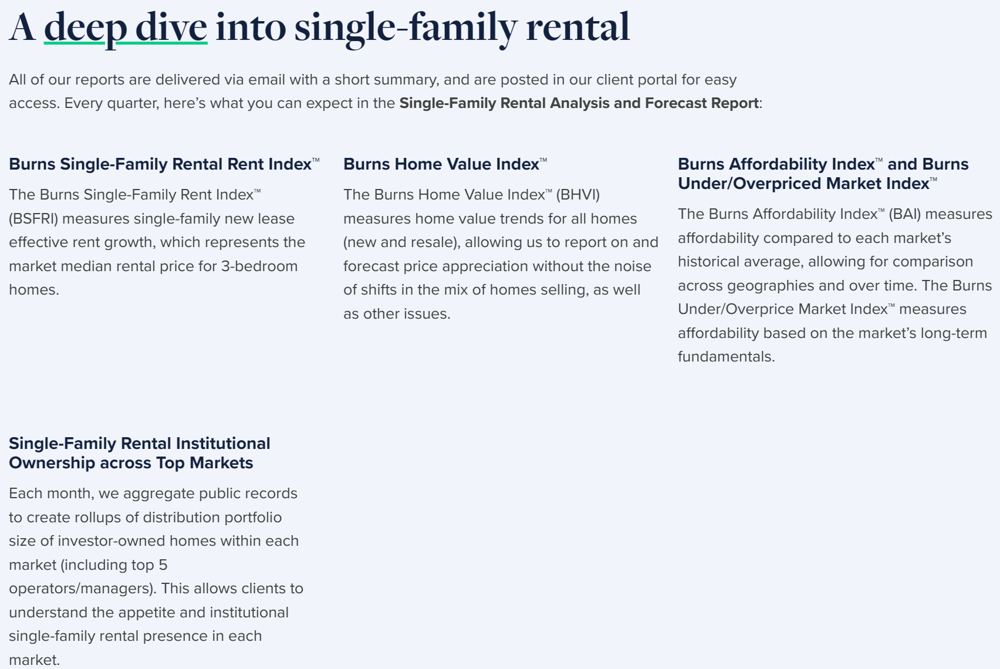 A deep dive into single-family rental
All of our reports are delivered via email with a short summary, and are posted in our client portal for easy
access. Every quarter, here’s what you can expect in the Single-Family Rental Analysis and Forecast Report:
Burns Single-Family Rental Rent Index™
The Burns Single-Family Rent Index™
(BSFRI) measures single-family new lease
effective rent growth, which represents the
market median rental price for 3-bedroom
homes.
Burns Home Value Index™
The Burns Home Value Index™ (BHVI)
measures home value trends for all homes
(new and resale), allowing us to report on and
forecast price appreciation without the noise
of shifts in the mix of homes selling, as well
as other issues.
Burns Affordability Index™ and Burns
Under/Overpriced Market Index™
The Burns Affordability Index™ (BAI) measures
affordability compared to each market’s
historical average, allowing for comparison
across geographies and over time. The Burns
Under/Overprice Market Index™ measures
affordability based on the market’s long-term
fundamentals.
Single-Family Rental Institutional
Ownership across Top Markets
Each month, we aggregate public records
to create rollups of distribution portfolio
size of investor-owned homes within each
market (including top 5
operators/managers). This allows clients to
understand the appetite and institutional
single-family rental presence in each
market.